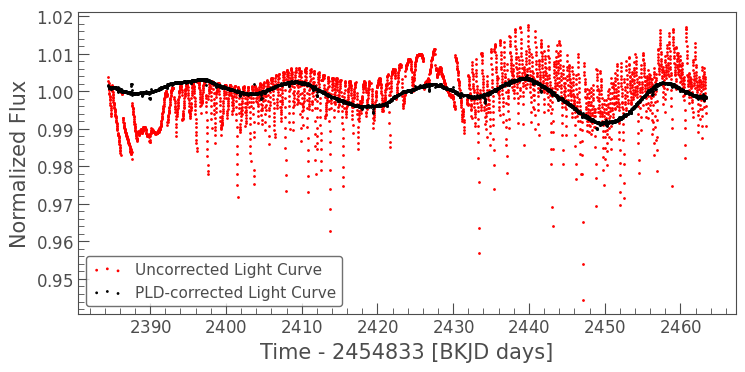 1.02
1.01
1.00
0.99
0.98
0.97
0.96
0.95
Normalized Flux
Uncorrected Light Curve
PLD-corrected Light Curve
2390 2400 2410 2420 2430 2440 2450 2460
Time - 2454833 [BKJD days]